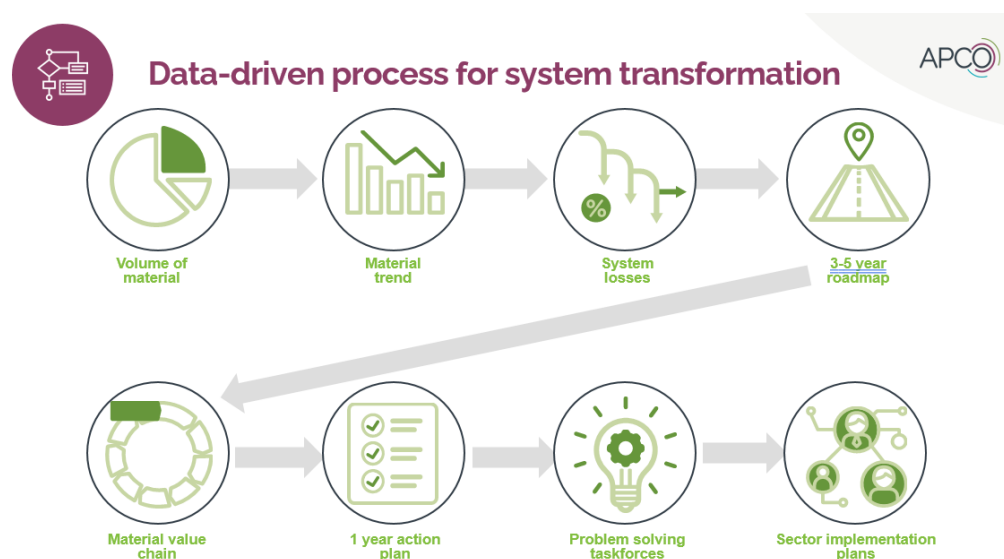 Data-driven process for system transformation
APCO
Volume of
material
Material
trend
%
System
losses
3-5 year
roadmap
Material value
chain
1 year action
plan
Problem solving
taskforces
Sector implementation
plans